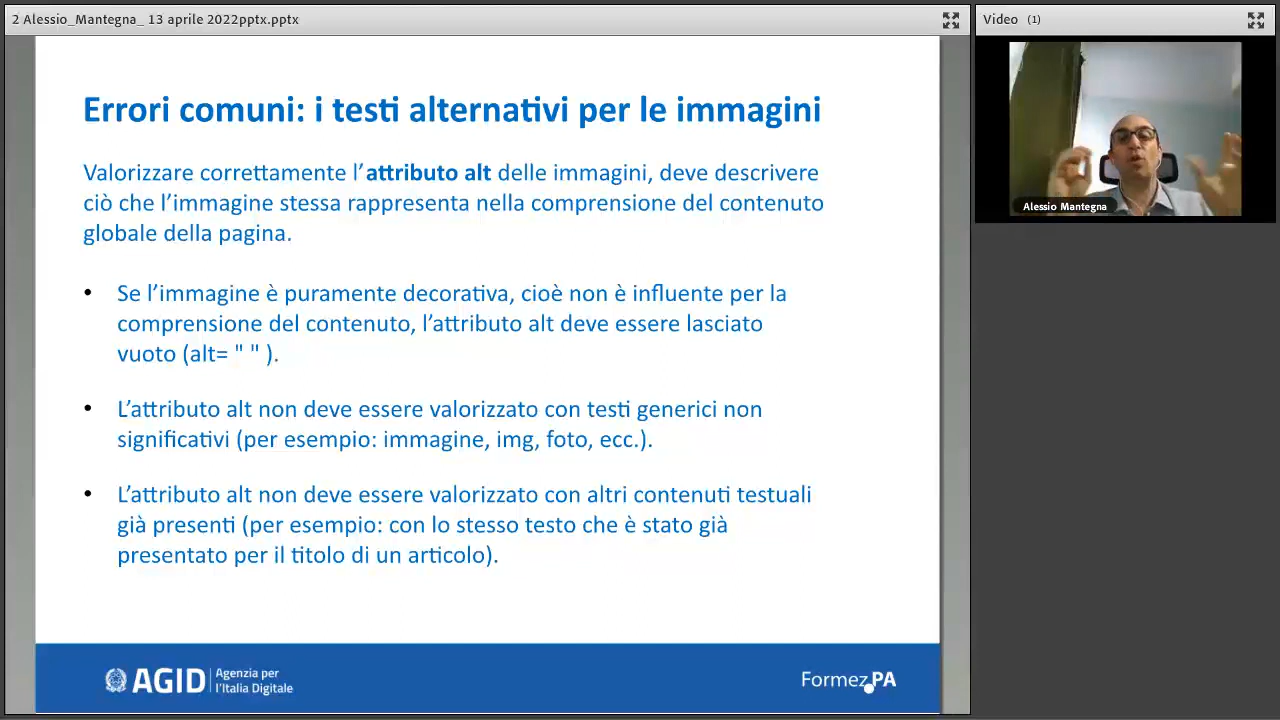 2 Alessio_Mantegna_ 13 aprile 2022pptx.pptx
Video (1)
Alessio Mantegna
Errori comuni: i testi alternativi per le immagini
Valorizzare correttamente l’attributo alt delle immagini, deve descrivere
ciò che l’immagine stessa rappresenta nella comprensione del contenuto
globale della pagina.
• Se l’immagine è puramente decorativa, cioè non è influente per la
comprensione del contenuto, l’attributo alt deve essere lasciato
vuoto (alt= " " ).
• L’attributo alt non deve essere valorizzato con testi generici non
significativi (per esempio: immagine, img, foto, ecc.).
• L’attributo alt non deve essere valorizzato con altri contenuti testuali
già presenti (per esempio: con lo stesso testo che è stato già
presentato per il titolo di un articolo).
AGID Agenzia per
l’Italia Digitale
Formez PA